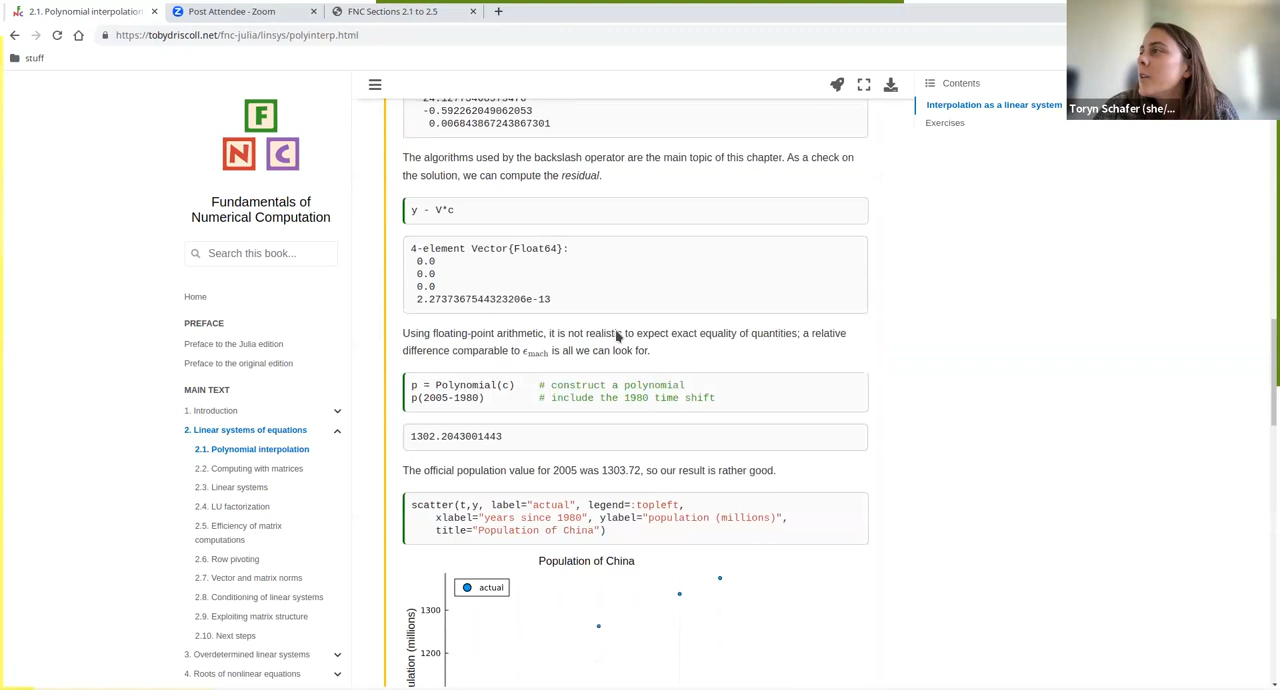 2.1. Polynomial interpolation
Post Attendee - Zoom
FNC Sections 2.1 to 2.5
https://tobydriscoll.net/fnc-julia/linsys/polyinterp.html
stuff
Toryn Schafer (she/...
F
N C
Fundamentals of
Numerical Computation
Search this book...
Home
PREFACE
Preface to the Julia edition
Preface to the original edition
MAIN TEXT
1. Introduction
2. Linear systems of equations
2.1. Polynomial interpolation
2.2. Computing with matrices
2.3. Linear systems
2.4. LU factorization
2.5. Efficiency of matrix
computations
2.6. Row pivoting
2.7. Vector and matrix norms
2.8. Conditioning of linear systems
2.9. Exploiting matrix structure
2.10. Next steps
3. Overdetermined linear systems
4. Roots of nonlinear equations
-0.592262049062053
0.006843867243867301
The algorithms used by the backslash operator are the main topic of this chapter. As a check on
the solution, we can compute the residual.
y - V*c
4-element Vector{Float64}:
0.0
0.0
0.0
2.2737367544323206e-13
Using floating-point arithmetic, it is not realistic to expect exact equality of quantities; a relative
difference comparable to ϵmach is all we can look for.
p = Polynomial(c) # construct a polynomial
p(2005-1980) # include the 1980 time shift
1302.2043001443
The official population value for 2005 was 1303.72, so our result is rather good.
scatter(t,y, label="actual", legend=:topleft,
xlabel="years since 1980", ylabel="population (millions)",
title="Population of China")
Population of China
actual
1300
1200
ulation (millions)
Contents
Interpolation as a linear system
Exercises